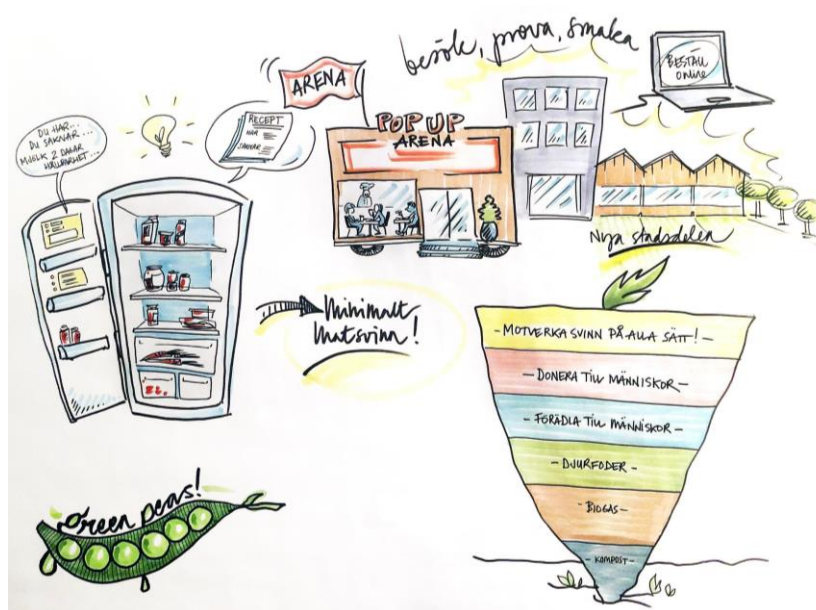 besök, prova, smaka
BESTÄLL
online
ARENA
RECEPT
HAR
SAKNAR
DU HAR...
DU SAKNAR...
MJÖLK 2 DAGAR
HÅLLBARHET...
POP UP
ARENA
Nya stadsdelen
Minimalt
Matsvinn!
- MOTVERKA SVINN PÅ ALLA SÄTT! -
- DONERA TILL MÄNNISKOR -
- FÖRÄDLA TILL MÄNNISKOR -
- DJURFODER -
- BIOGAS -
- KOMPOST -
Green peas!